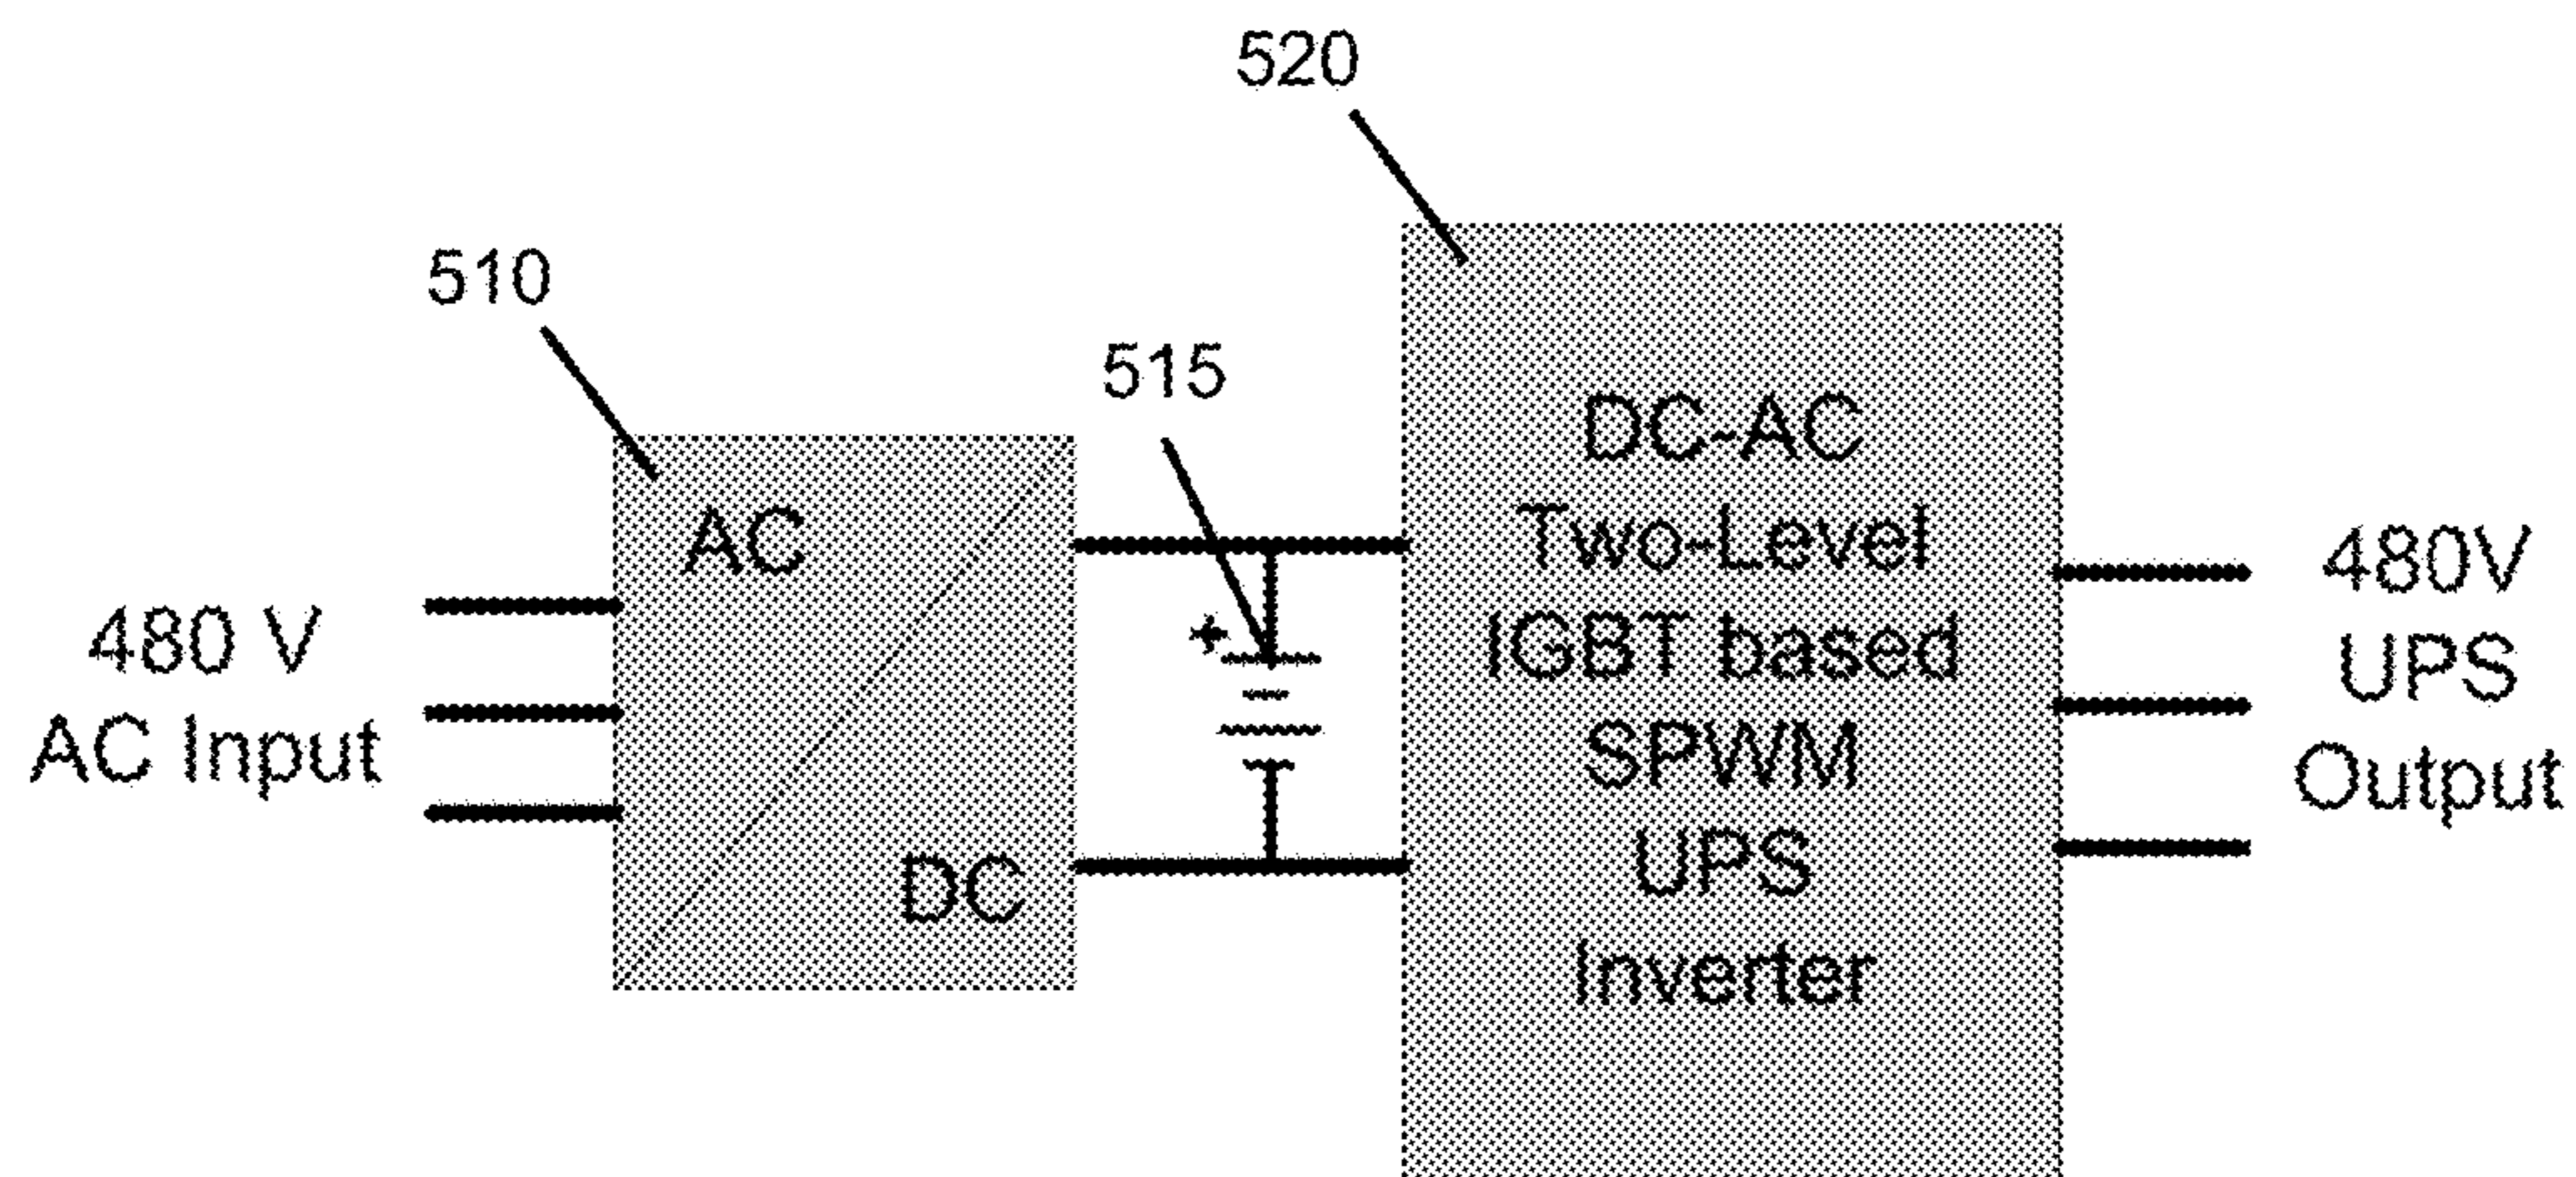 520
510
515
480 V
AC Input
AC
DC
+
DC-AC
Two-Level
IGBT based
SPWM
UPS
Inverter
480V
UPS
Output